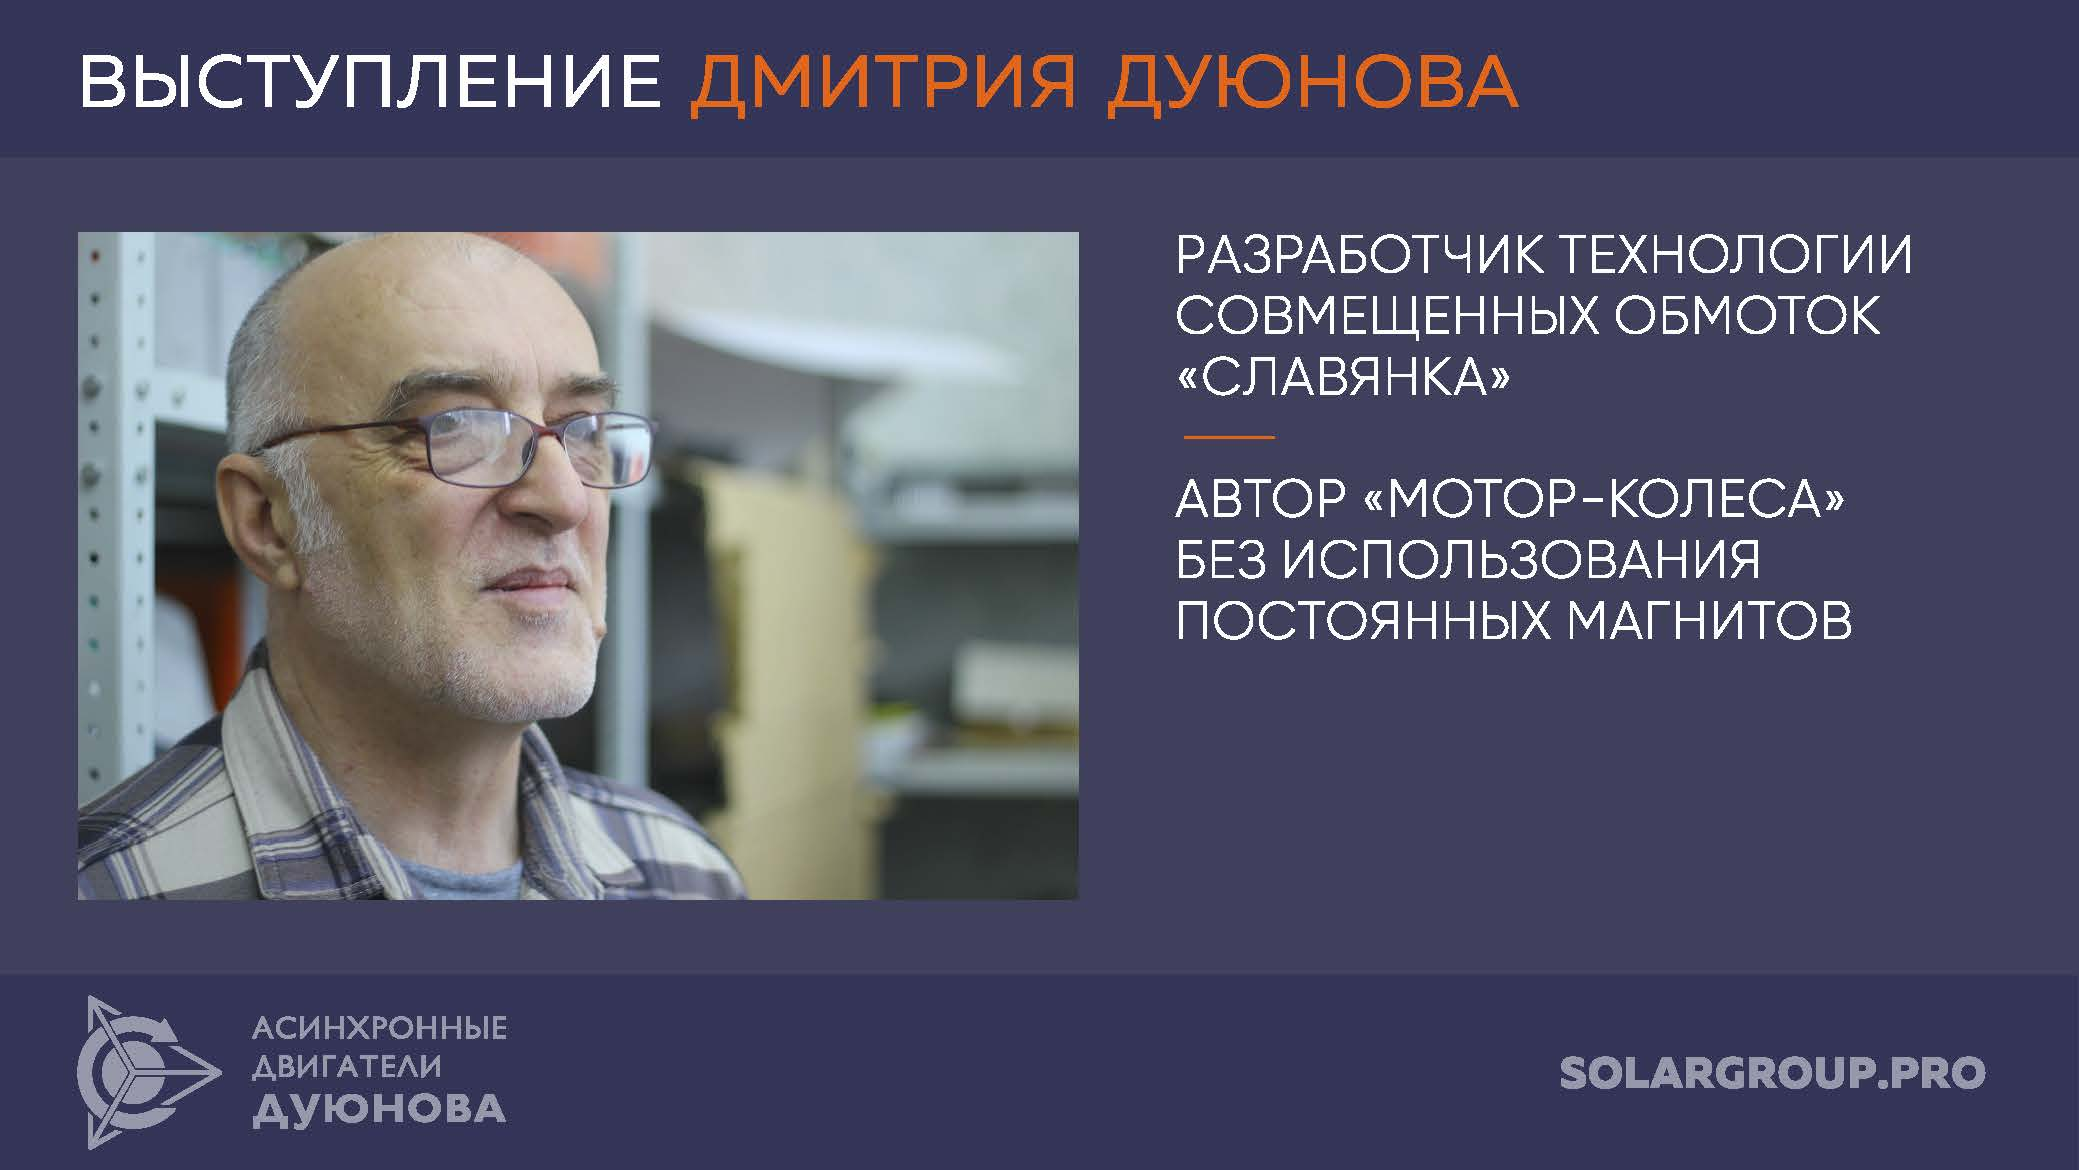 ВЫСТУПЛЕНИЕ ДМИТРИЯ ДУЮНОВА
РАЗРАБОТЧИК ТЕХНОЛОГИИ
СОВМЕЩЕННЫХ ОБМОТОК
«СЛАВЯНКА»
АВТОР «МОТОР-КОЛЕСА»
БЕЗ ИСПОЛЬЗОВАНИЯ
ПОСТОЯННЫХ МАГНИТОВ
АСИНХРОННЫЕ
ДВИГАТЕЛИ
ДУЮНОВА
SOLARGROUP.PRO